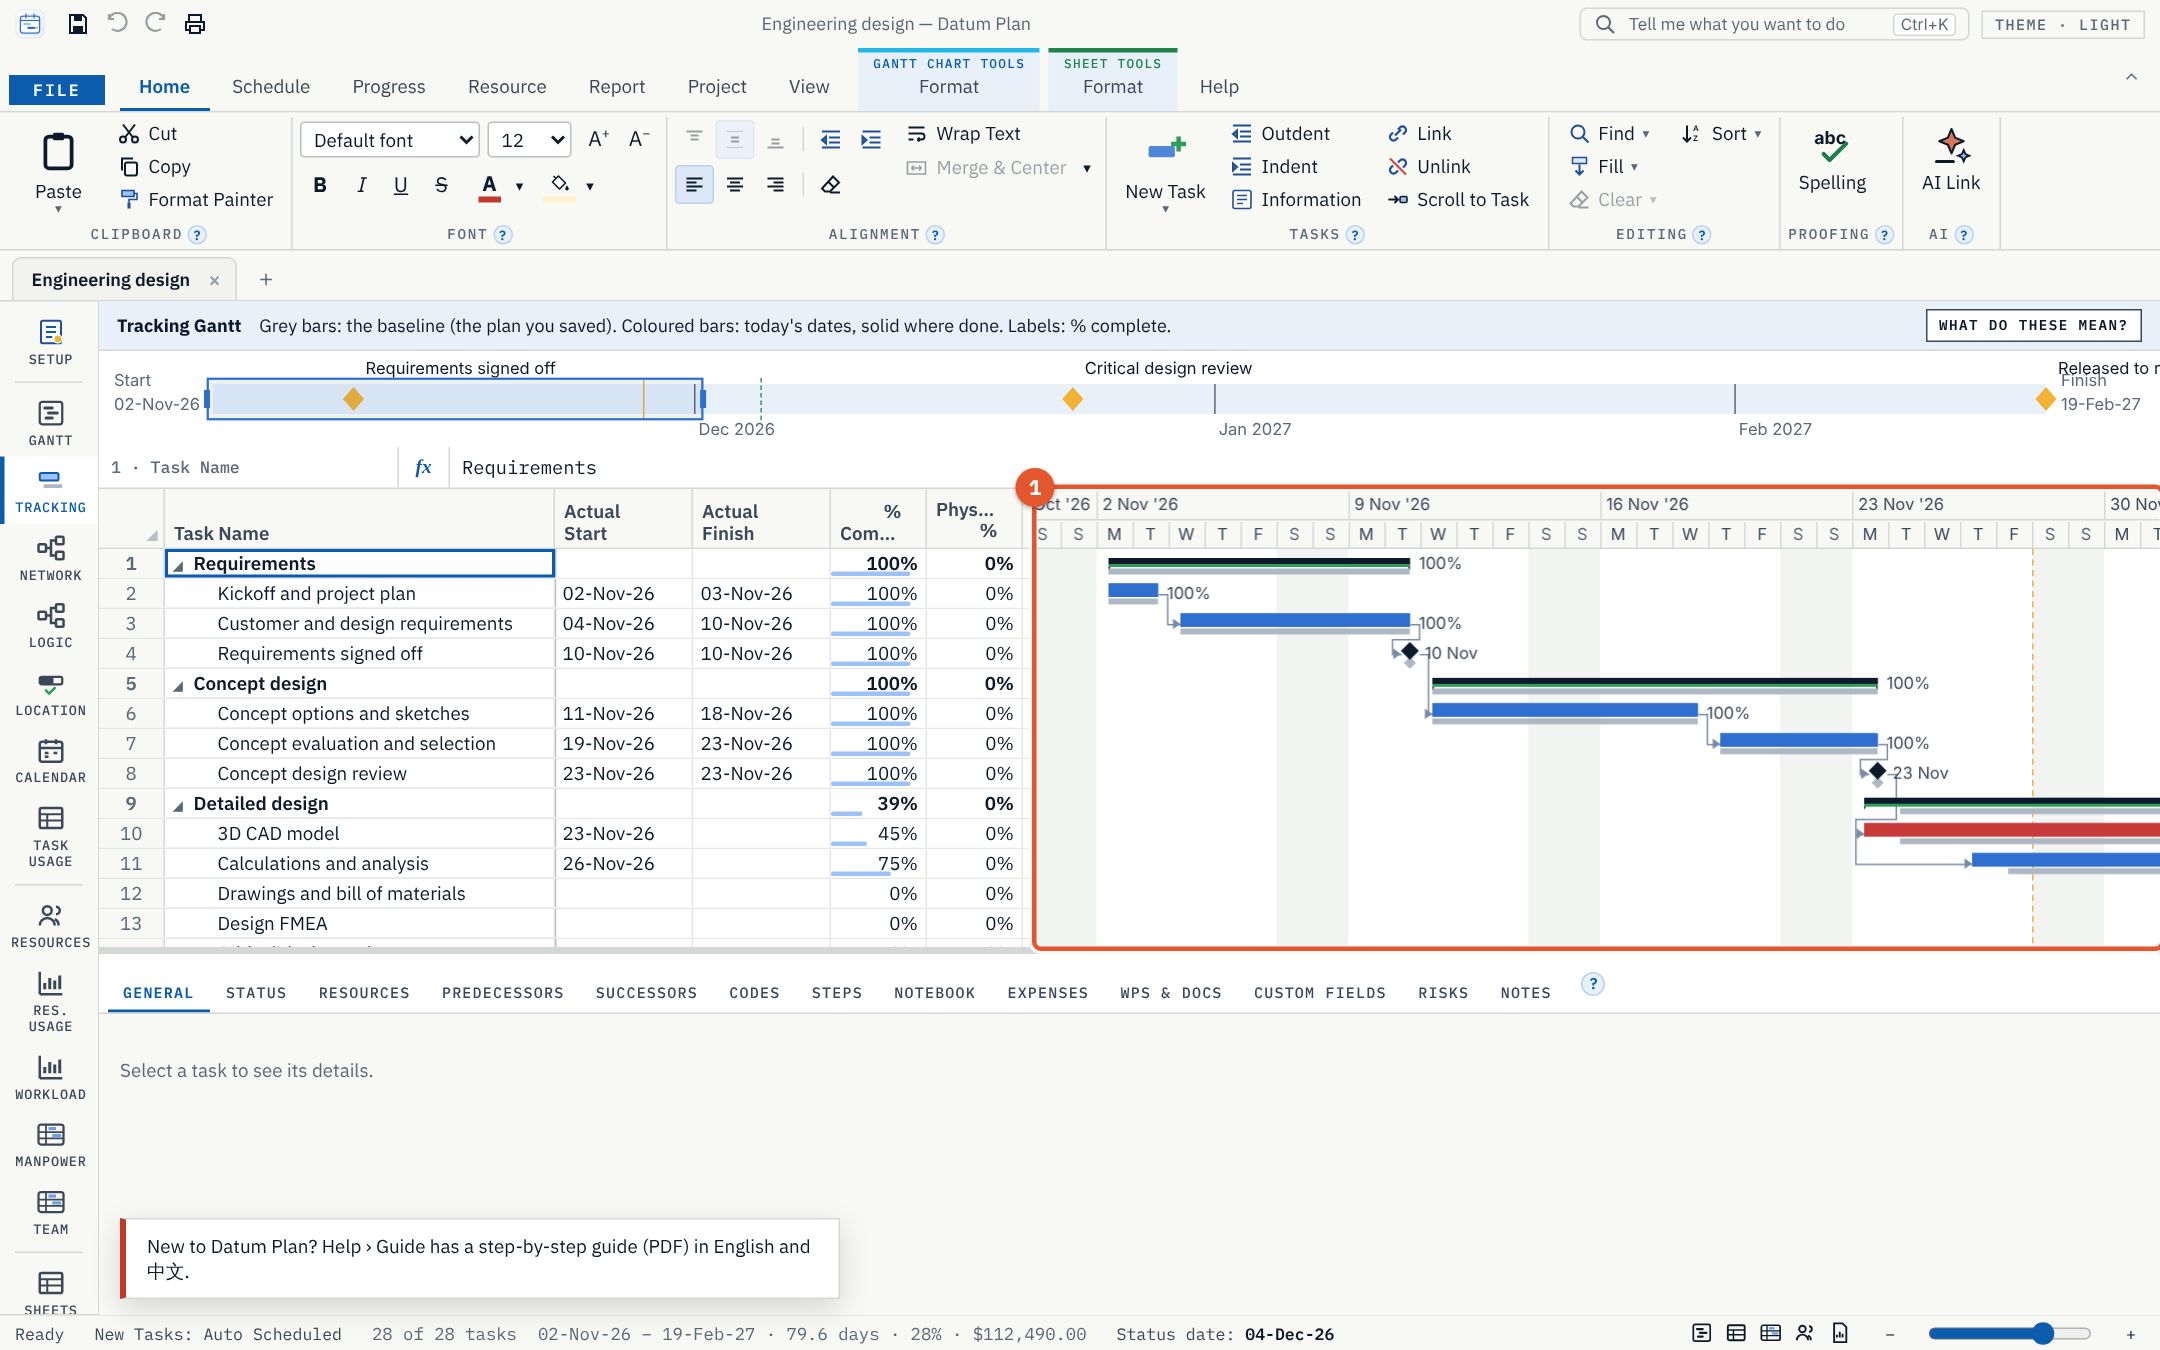 Engineering design — Datum Plan
Tell me what you want to do Ctrl+K
THEME · LIGHT
GANTT CHART TOOLS SHEET TOOLS
FILE Home Schedule Progress Resource Report Project View Format Format Help
Paste
Cut
Copy
Format Painter
CLIPBOARD ?
Default font 12 A+ A−
B I U S A
FONT ?
Wrap Text
Merge & Center
ALIGNMENT ?
New Task
Outdent Link
Indent Unlink
Information Scroll to Task
TASKS ?
Find Sort
Fill
Clear
EDITING ?
abc
Spelling
PROOFING ?
AI Link
AI ?
Engineering design × +
SETUP
GANTT
TRACKING
NETWORK
LOGIC
LOCATION
CALENDAR
TASK
USAGE
RESOURCES
RES.
USAGE
WORKLOAD
MANPOWER
TEAM
SHEETS
Tracking Gantt Grey bars: the baseline (the plan you saved). Coloured bars: today's dates, solid where done. Labels: % complete.
WHAT DO THESE MEAN?
Requirements signed off Critical design review Released to
Start Finish
02-Nov-26 19-Feb-27
Dec 2026 Jan 2027 Feb 2027
1 · Task Name fx Requirements
Task Name Actual Start Actual Finish % Com... Phys... %
1 Requirements 100% 0%
2 Kickoff and project plan 02-Nov-26 03-Nov-26 100% 0%
3 Customer and design requirements 04-Nov-26 10-Nov-26 100% 0%
4 Requirements signed off 10-Nov-26 10-Nov-26 100% 0%
5 Concept design 100% 0%
6 Concept options and sketches 11-Nov-26 18-Nov-26 100% 0%
7 Concept evaluation and selection 19-Nov-26 23-Nov-26 100% 0%
8 Concept design review 23-Nov-26 23-Nov-26 100% 0%
9 Detailed design 39% 0%
10 3D CAD model 23-Nov-26 45% 0%
11 Calculations and analysis 26-Nov-26 75% 0%
12 Drawings and bill of materials 0% 0%
13 Design FMEA 0% 0%
1
Oct '26 2 Nov '26 9 Nov '26 16 Nov '26 23 Nov '26 30 Nov
S S M T W T F S S M T W T F S S M T W T F S S M T W T F S S M T
100%
100%
100%
10 Nov
100%
100%
100%
23 Nov
GENERAL STATUS RESOURCES PREDECESSORS SUCCESSORS CODES STEPS NOTEBOOK EXPENSES WPS & DOCS CUSTOM FIELDS RISKS NOTES ?
Select a task to see its details.
New to Datum Plan? Help › Guide has a step-by-step guide (PDF) in English and
中文.
Ready New Tasks: Auto Scheduled 28 of 28 tasks 02-Nov-26 – 19-Feb-27 · 79.6 days · 28% · $112,490.00 Status date: 04-Dec-26
− +